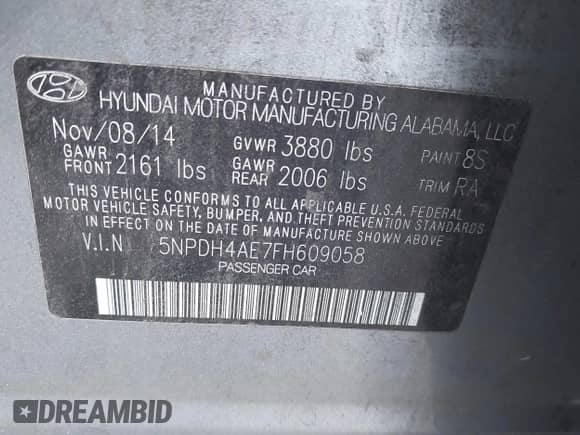 MANUFACTURED BY
HYUNDAI MOTOR MANUFACTURING ALABAMA, LLC
Nov/08/14 GVWR 3880 lbs PAINT 8S
GAWR FRONT 2161 lbs GAWR REAR 2006 lbs TRIM RA
THIS VEHICLE CONFORMS TO ALL APPLICABLE U.S.A. FEDERAL
MOTOR VEHICLE SAFETY, BUMPER, AND THEFT PREVENTION STANDARDS
IN EFFECT ON THE DATE OF MANUFACTURE SHOWN ABOVE.
V.I.N 5NPDH4AE7FH609058
PASSENGER CAR
DREAMBID